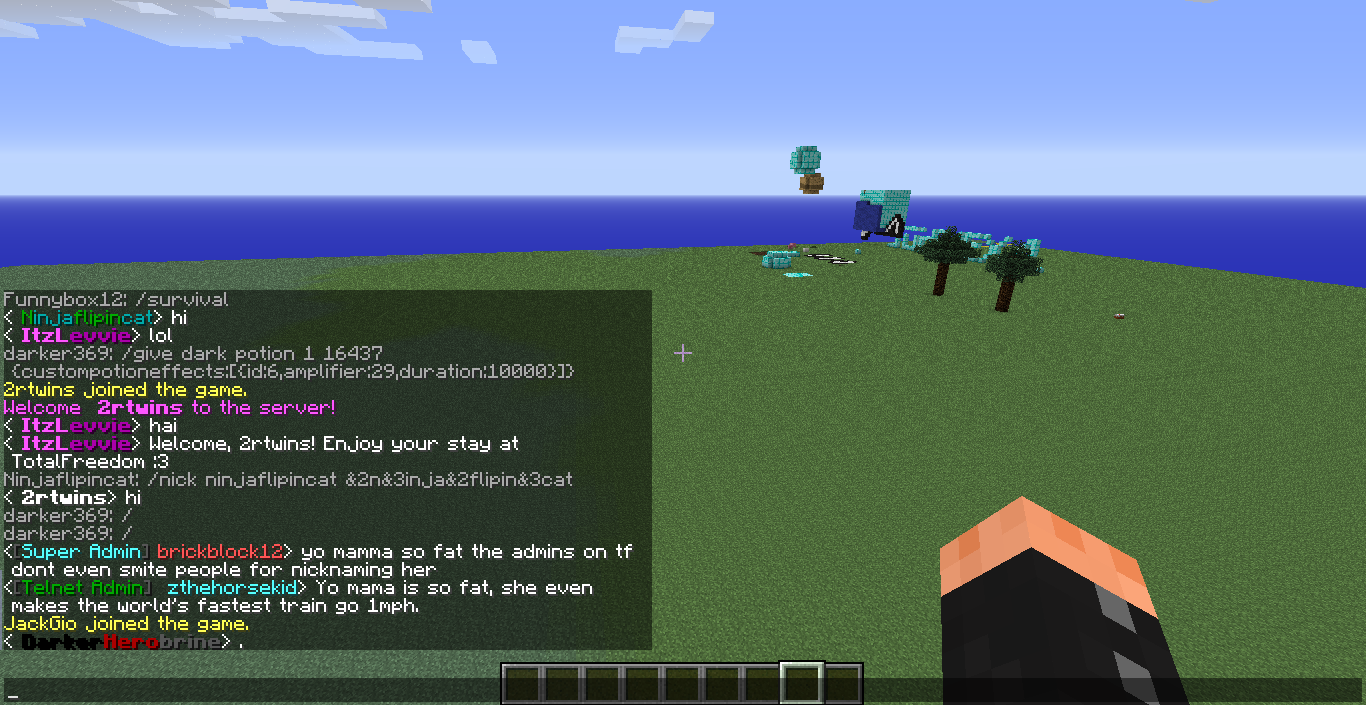 Funnybox12: /survival
< Ninjaflipincat> hi
< ItzLevvie> lol
darker369: /give dark potion 1 16437
{custompotioneffects:[{id:6,amplifier:29,duration:10000}]}
2rtwins joined the game.
Welcome 2rtwins to the server!
< ItzLevvie> hai
< ItzLevvie> Welcome, 2rtwins! Enjoy your stay at
TotalFreedom :3
Ninjaflipincat: /nick ninjaflipincat &2n&3inja&2flipin&3cat
< 2rtwins> hi
darker369: /
darker369: /
<[Super Admin] brickblock12> yo mamma so fat the admins on tf
dont even smite people for nicknaming her
<[Telnet Admin] zthehorsekid> Yo mama is so fat, she even
makes the world's fastest train go 1mph.
JackGio joined the game.
< DarkerHerobrine> .
_